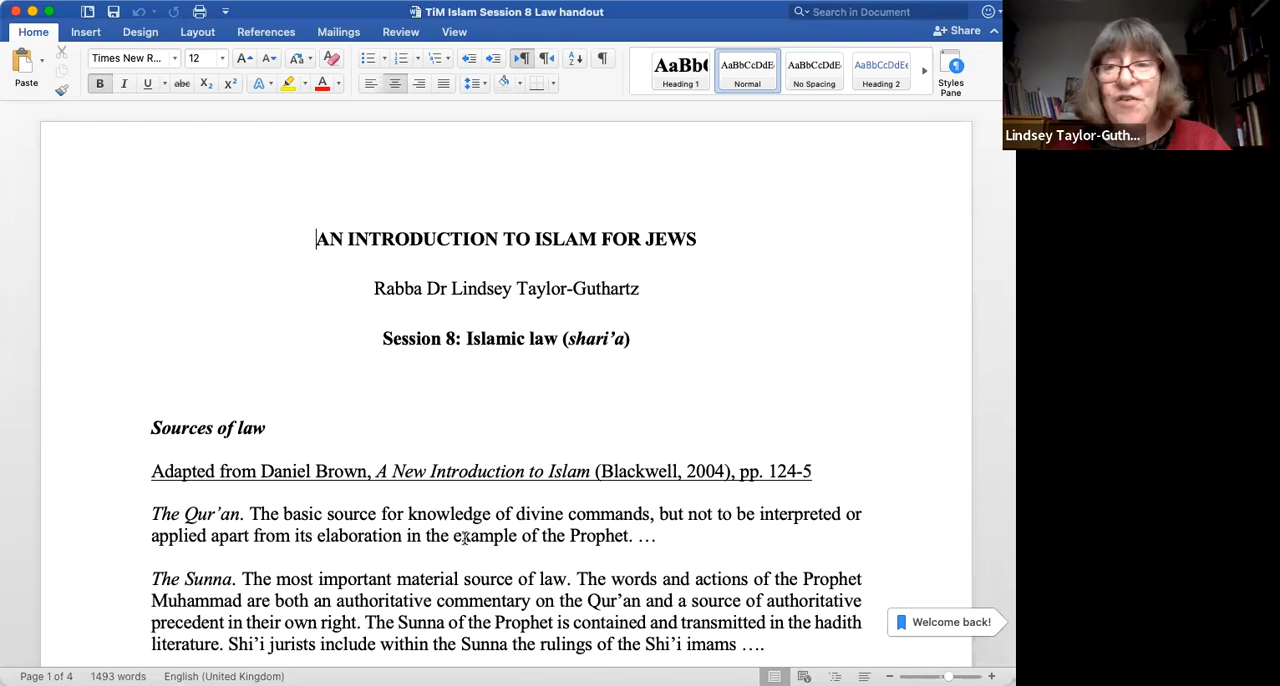 TiM Islam Session 8 Law handout
Search in Document
Home Insert Design Layout References Mailings Review View
Share
Paste
Times New R...
12
AaBbC
Heading 1
AaBbCcDdE
Normal
AaBbCcDdE
No Spacing
AaBbCcDdEe
Heading 2
Styles
Pane
Lindsey Taylor-Guth...
AN INTRODUCTION TO ISLAM FOR JEWS
Rabba Dr Lindsey Taylor-Guthartz
Session 8: Islamic law (shari’a)
Sources of law
Adapted from Daniel Brown, A New Introduction to Islam (Blackwell, 2004), pp. 124-5
The Qur’an. The basic source for knowledge of divine commands, but not to be interpreted or
applied apart from its elaboration in the example of the Prophet. …
The Sunna. The most important material source of law. The words and actions of the Prophet
Muhammad are both an authoritative commentary on the Qur’an and a source of authoritative
precedent in their own right. The Sunna of the Prophet is contained and transmitted in the hadith
literature. Shi’i jurists include within the Sunna the rulings of the Shi’i imams ….
Welcome back!
Page 1 of 4 1493 words English (United Kingdom)